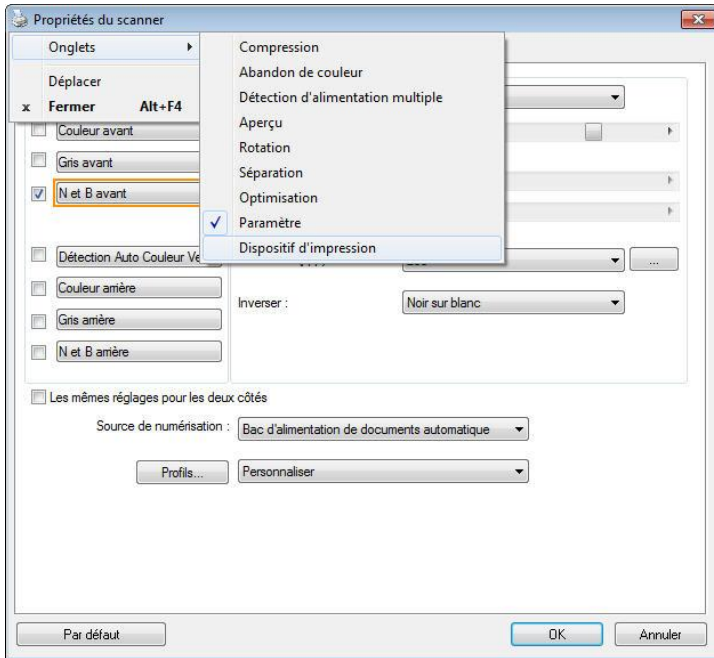 Propriétés du scanner
Onglets
Déplacer
x Fermer Alt+F4
Compression
Abandon de couleur
Détection d'alimentation multiple
Aperçu
Rotation
Séparation
Optimisation
Paramètre
Dispositif d'impression
Couleur avant
Gris avant
N et B avant
Détection Auto Couleur
Couleur arrière
Gris arrière
N et B arrière
...
Inverser :
Noir sur blanc
Les mêmes réglages pour les deux côtés
Source de numérisation : Bac d'alimentation de documents automatique
Profils... Personnaliser
Par défaut OK Annuler